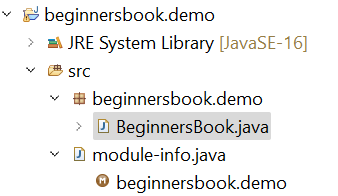 beginnersbook.demo
JRE System Library [JavaSE-16]
src
beginnersbook.demo
BeginnersBook.java
module-info.java
beginnersbook.demo